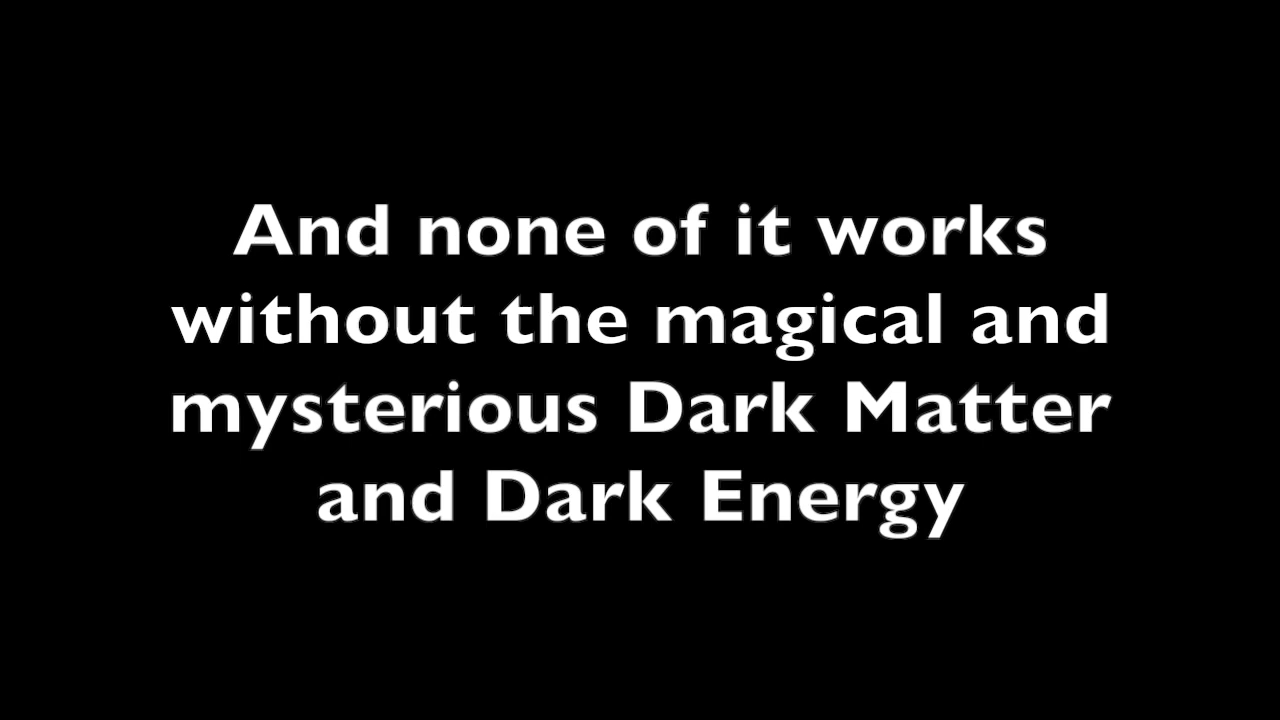 And none of it works
without the magical and
mysterious Dark Matter
and Dark Energy